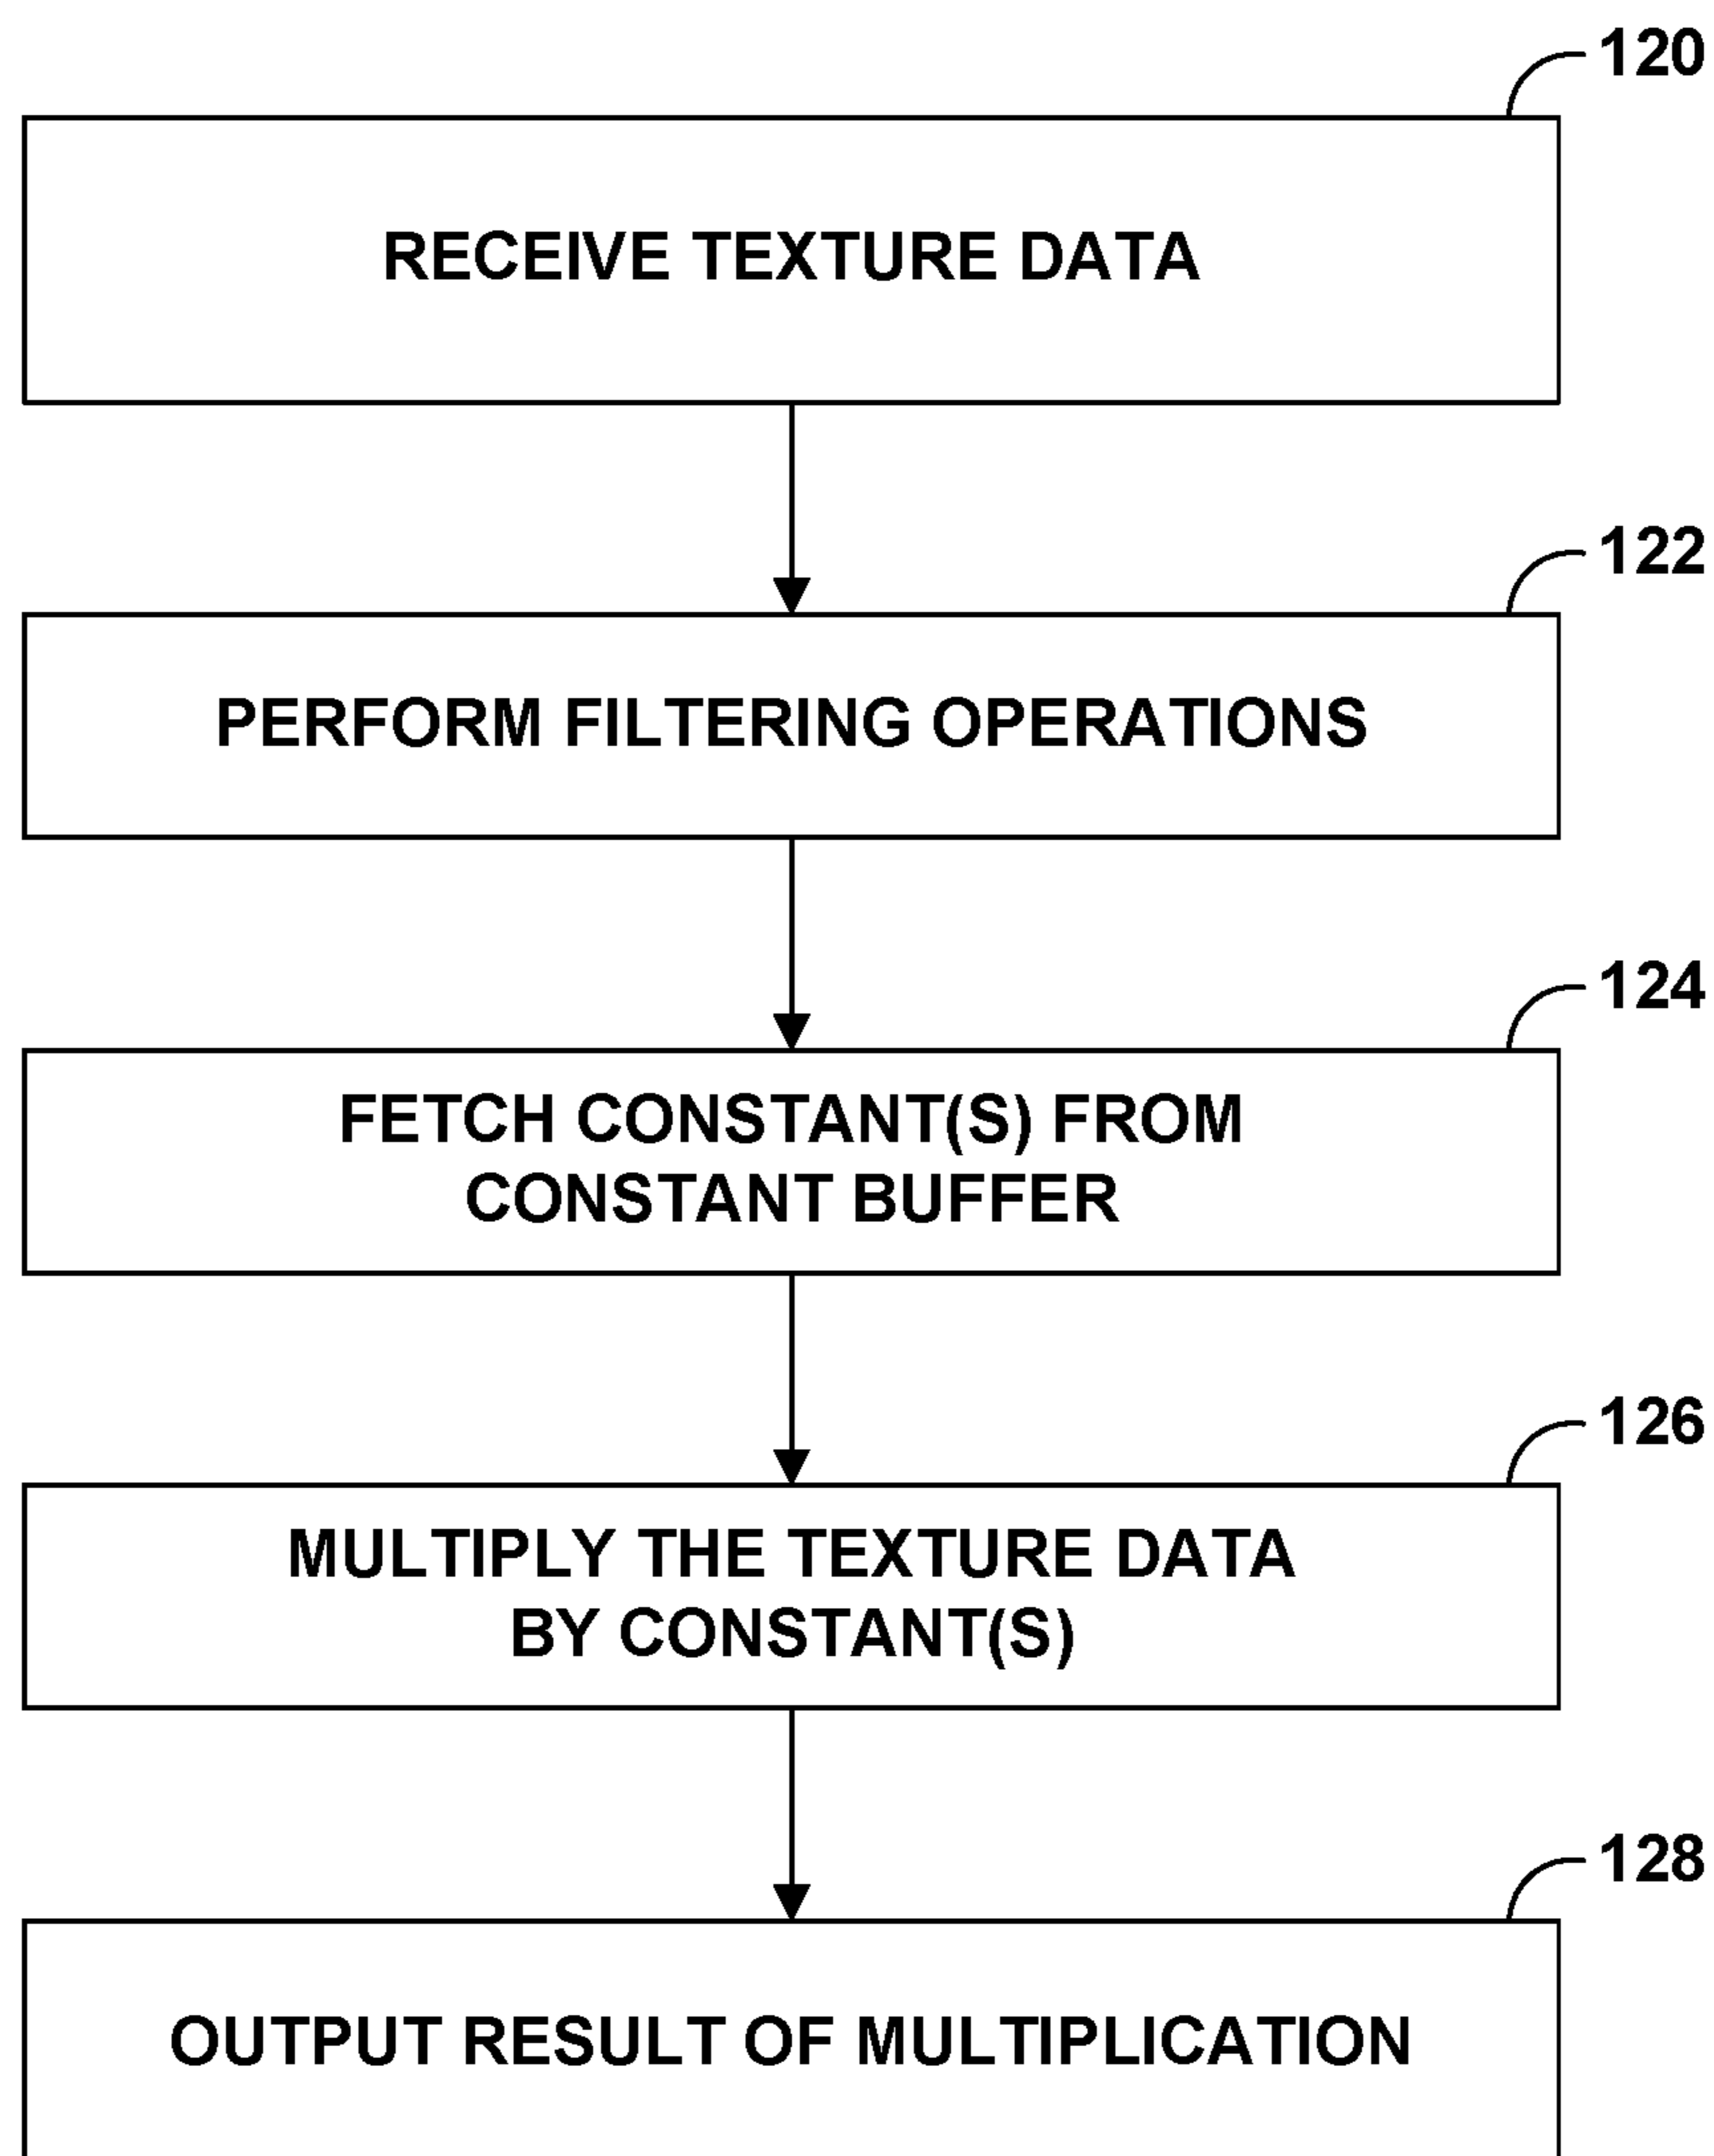 120
RECEIVE TEXTURE DATA
122
PERFORM FILTERING OPERATIONS
124
FETCH CONSTANT(S) FROM
CONSTANT BUFFER
126
MULTIPLY THE TEXTURE DATA
BY CONSTANT(S)
128
OUTPUT RESULT OF MULTIPLICATION